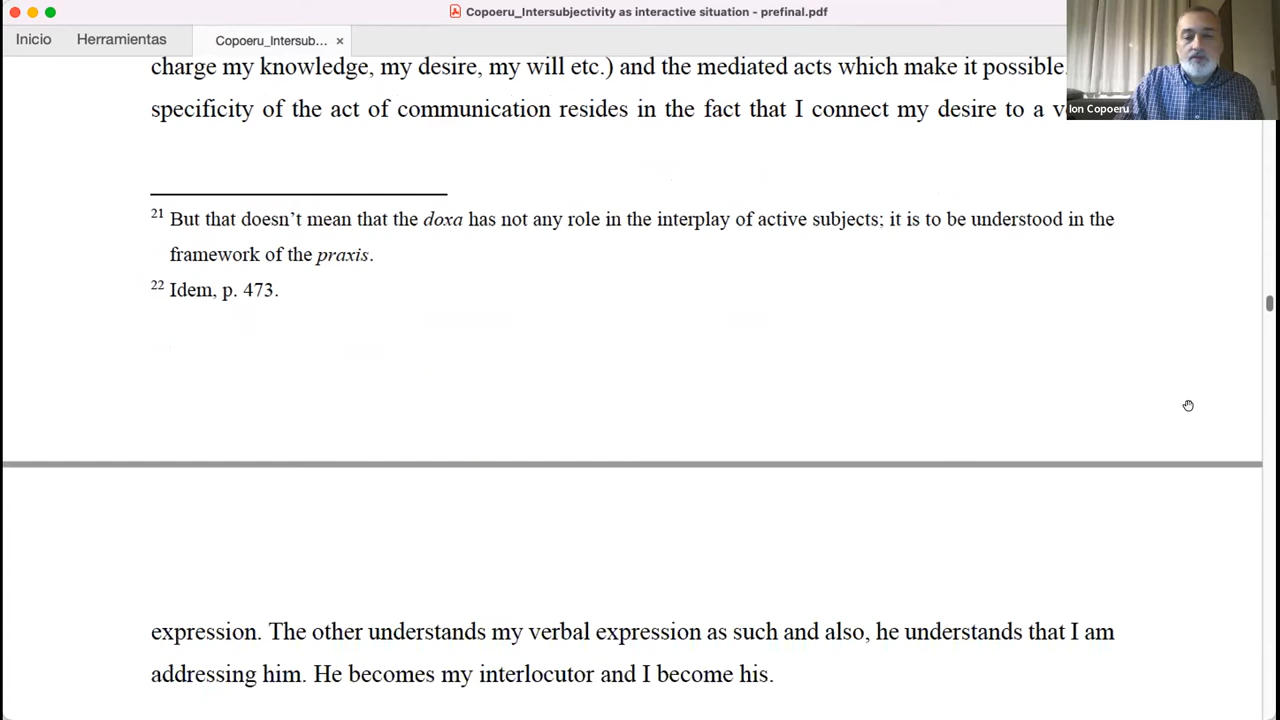 Copoeru_Intersubjectivity as interactive situation - prefinal.pdf
Inicio Herramientas Copoeru_Intersub... ×
charge my knowledge, my desire, my will etc.) and the mediated acts which make it possible.
specificity of the act of communication resides in the fact that I connect my desire to a
Ion Copoeru
21 But that doesn’t mean that the doxa has not any role in the interplay of active subjects; it is to be understood in the
framework of the praxis.
22 Idem, p. 473.
expression. The other understands my verbal expression as such and also, he understands that I am
addressing him. He becomes my interlocutor and I become his.